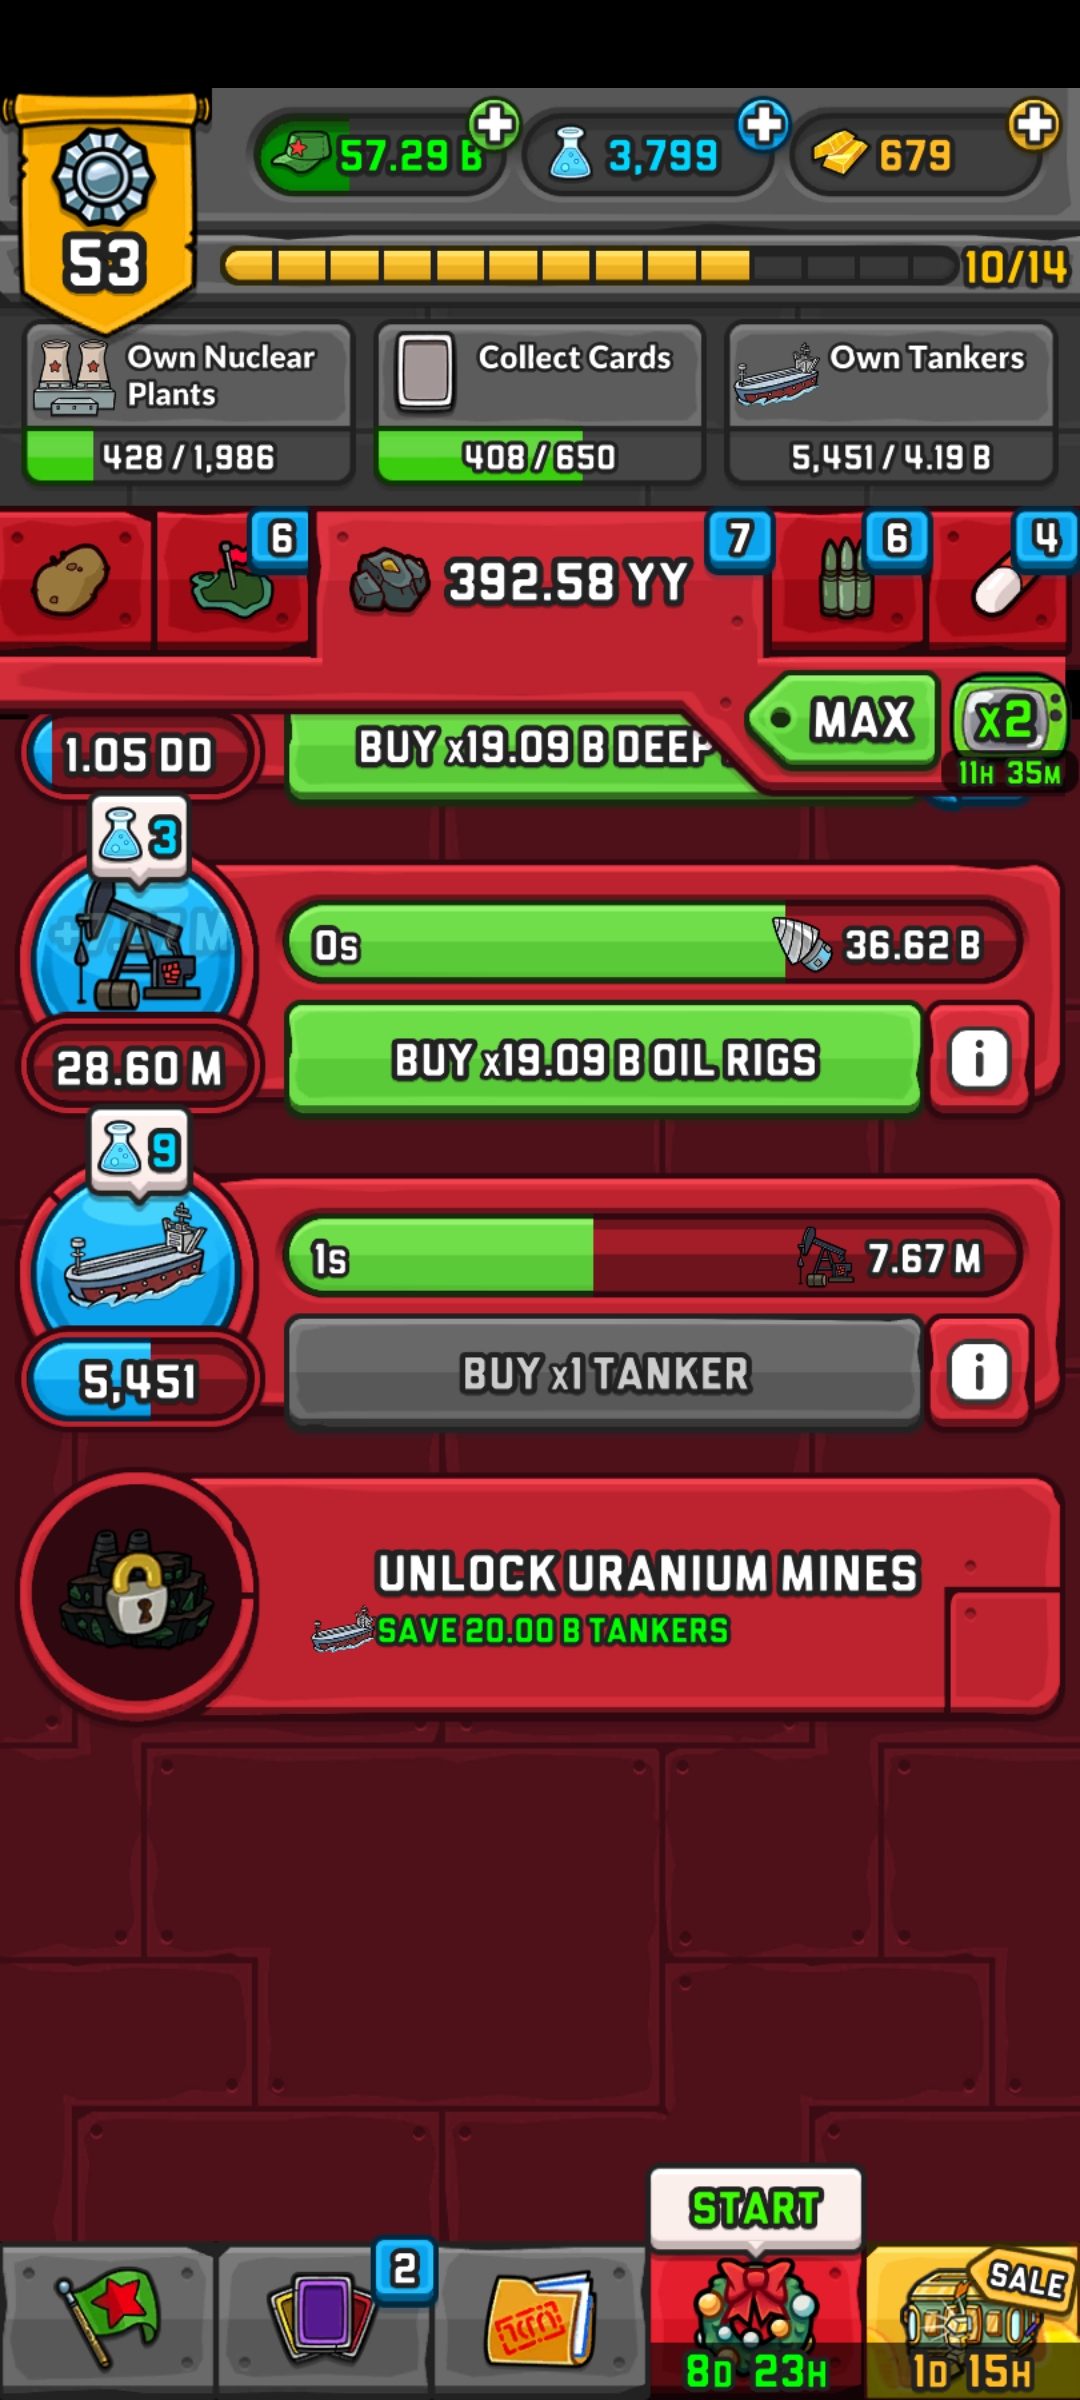 57.29 B
3,799
679
53
10/14
Own Nuclear
Plants
Collect Cards
Own Tankers
428 / 1,986
408 / 650
5,451 / 4.19 B
6
392.58 YY
7
6
4
MAX
x2
11H 35M
1.05 DD
BUY x19.09 B DEEP
3
0s
36.62 B
28.60 M
BUY x19.09 B OIL RIGS
i
9
1s
7.67 M
5,451
BUY x1 TANKER
i
UNLOCK URANIUM MINES
SAVE 20.00 B TANKERS
START
2
SALE
8D 23H
1D 15H